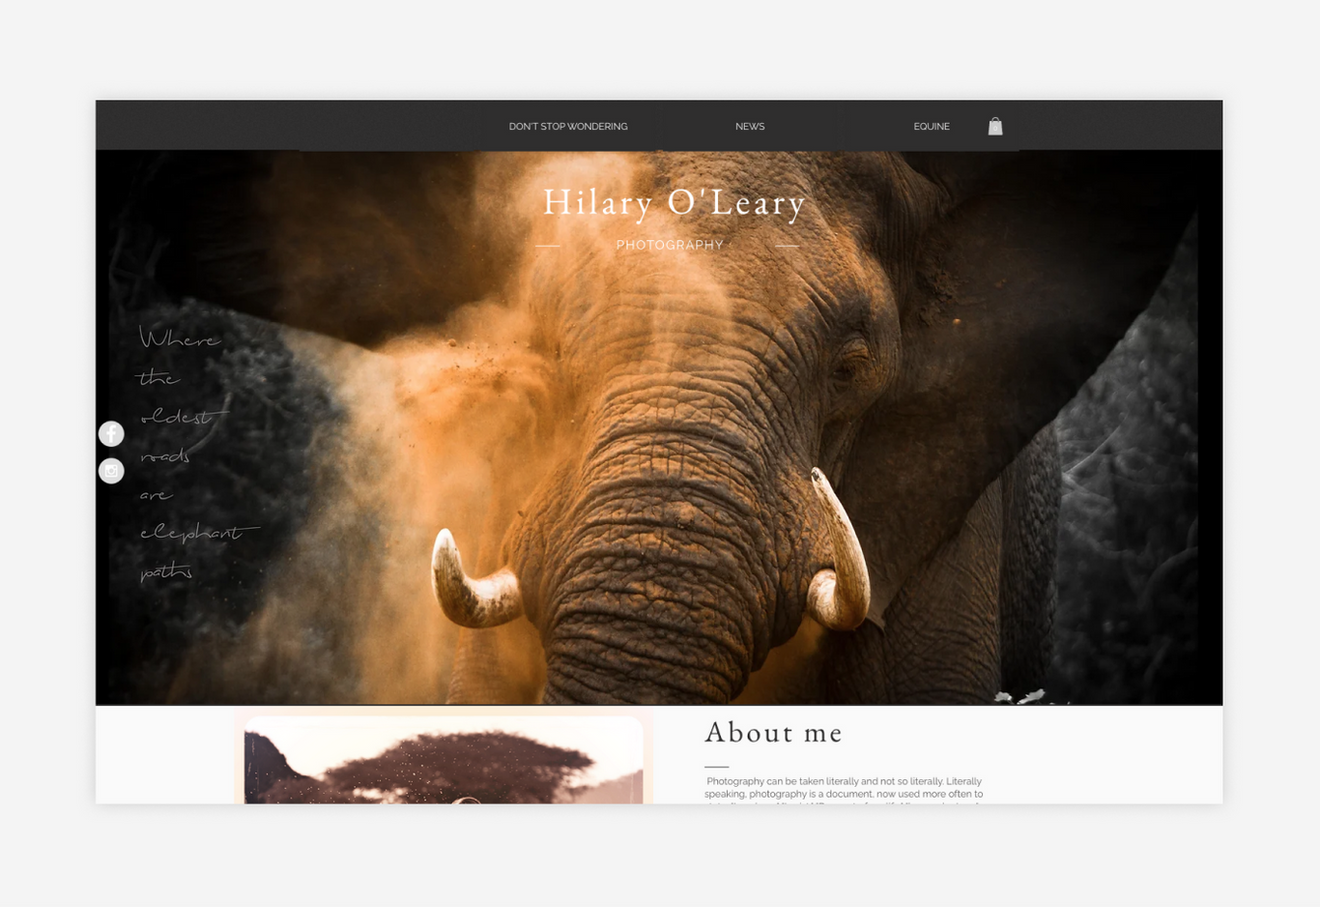 DON'T STOP WONDERING
NEWS
EQUINE
Hilary O'Leary
PHOTOGRAPHY
Where
the
oldest
roads
are
elephant
paths
About me
Photography can be taken literally and not so literally. Literally
speaking, photography is a document, now used more often to